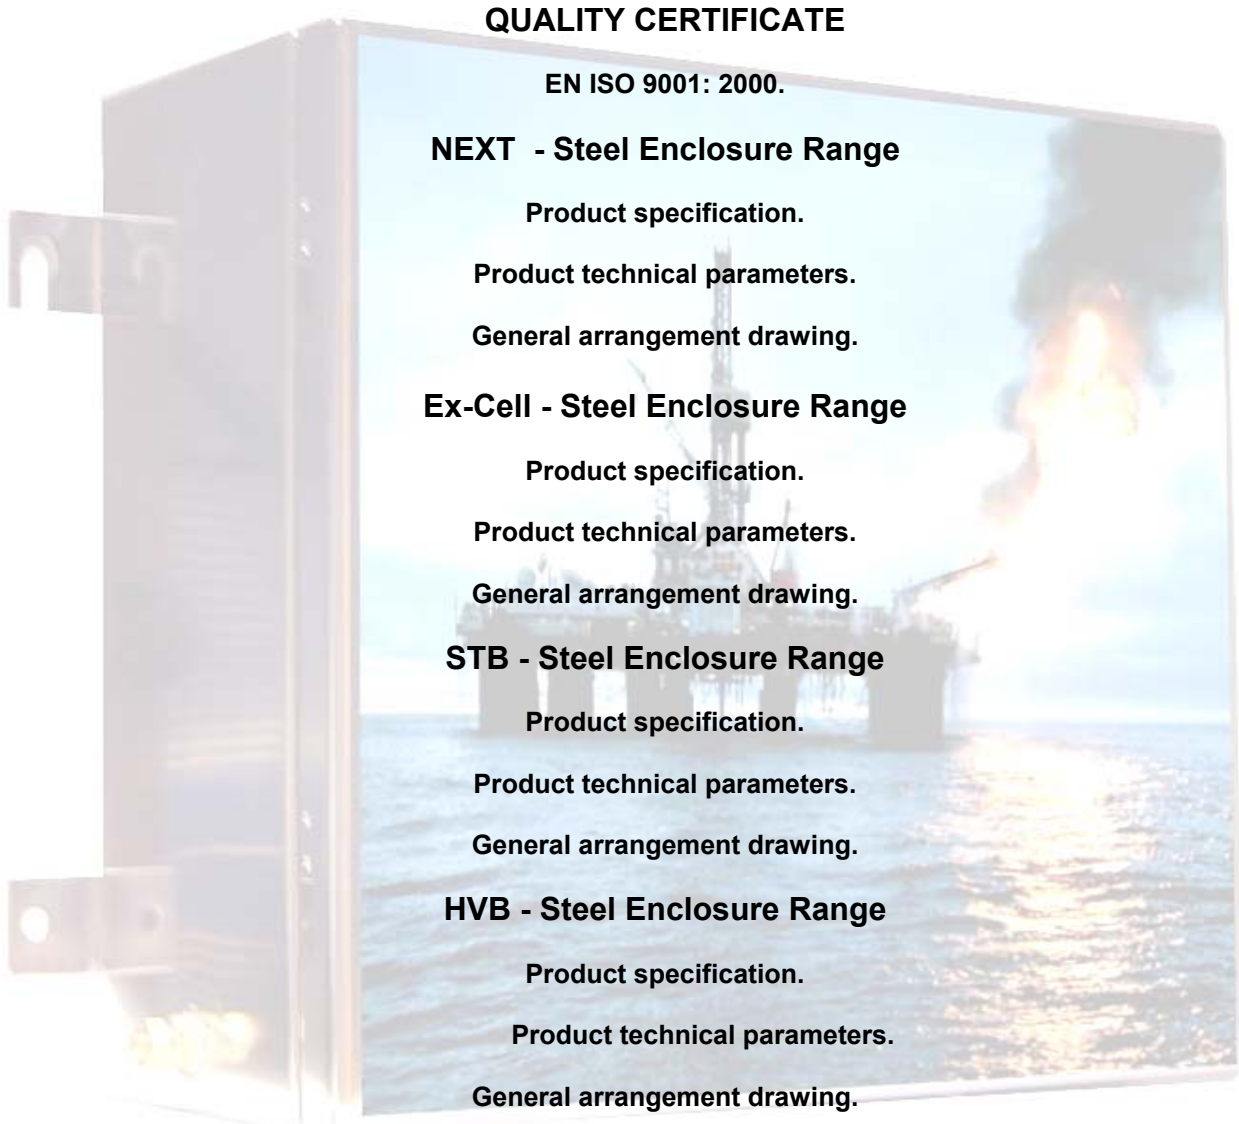 QUALITY CERTIFICATE
EN ISO 9001: 2000.
NEXT - Steel Enclosure Range
Product specification.
Product technical parameters.
General arrangement drawing.
Ex-Cell - Steel Enclosure Range
Product specification.
Product technical parameters.
General arrangement drawing.
STB - Steel Enclosure Range
Product specification.
Product technical parameters.
General arrangement drawing.
HVB - Steel Enclosure Range
Product specification.
Product technical parameters.
General arrangement drawing.